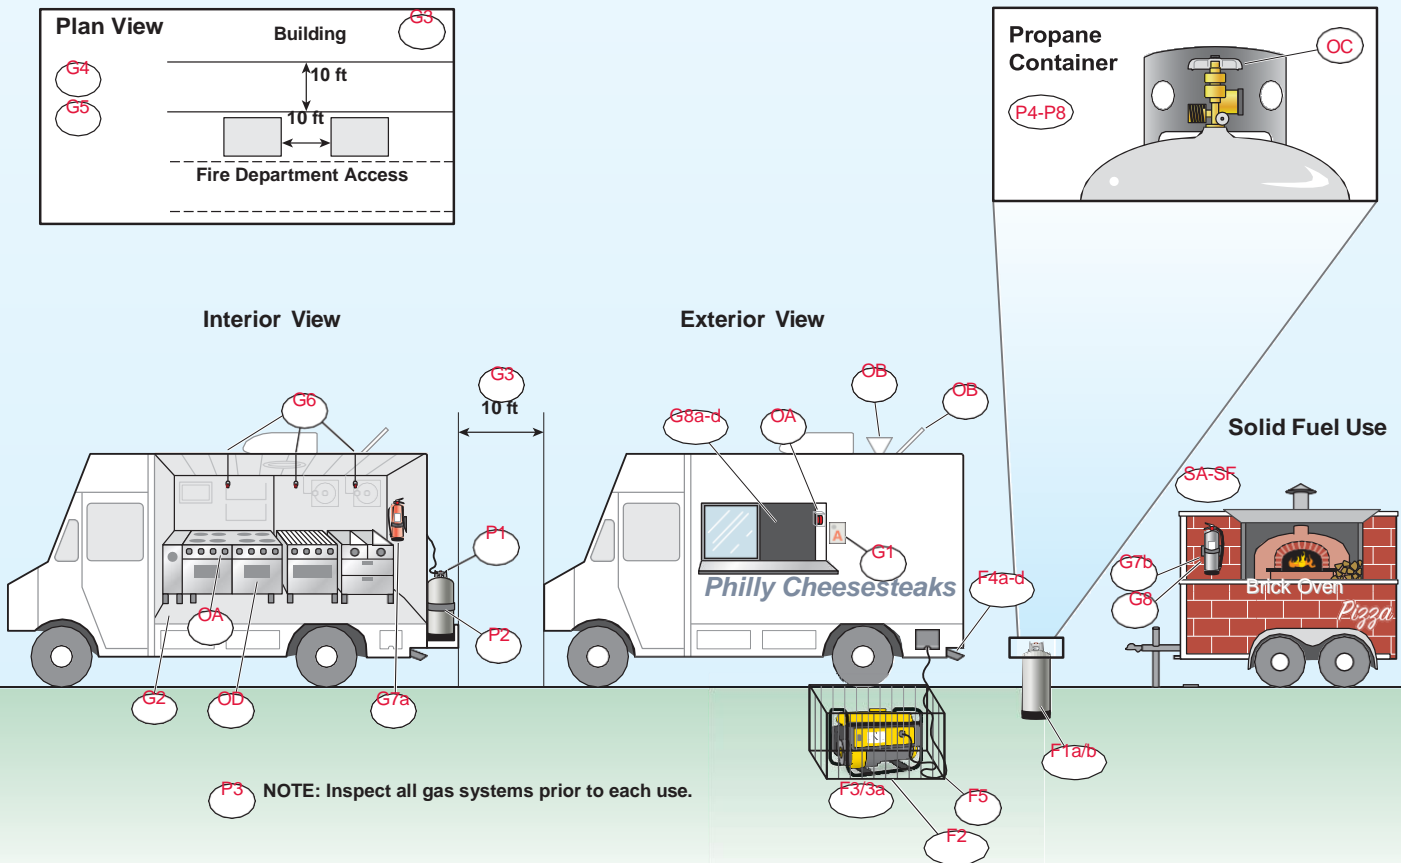 Plan View
Building
G3
G4
10 ft
G5
10 ft
Fire Department Access
Propane
Container
OC
P4-P8
Interior View
Exterior View
G3
10 ft
G6
G8a-d
OA
OB
OB
Solid Fuel Use
SA-SF
P1
A
G1
Philly Cheesesteaks
F4a-d
G7b
G8
Brick Oven
Pizza
OA
P2
G2
OD
G7a
F1a/b
P3
NOTE: Inspect all gas systems prior to each use.
F3/3a
F5
F2